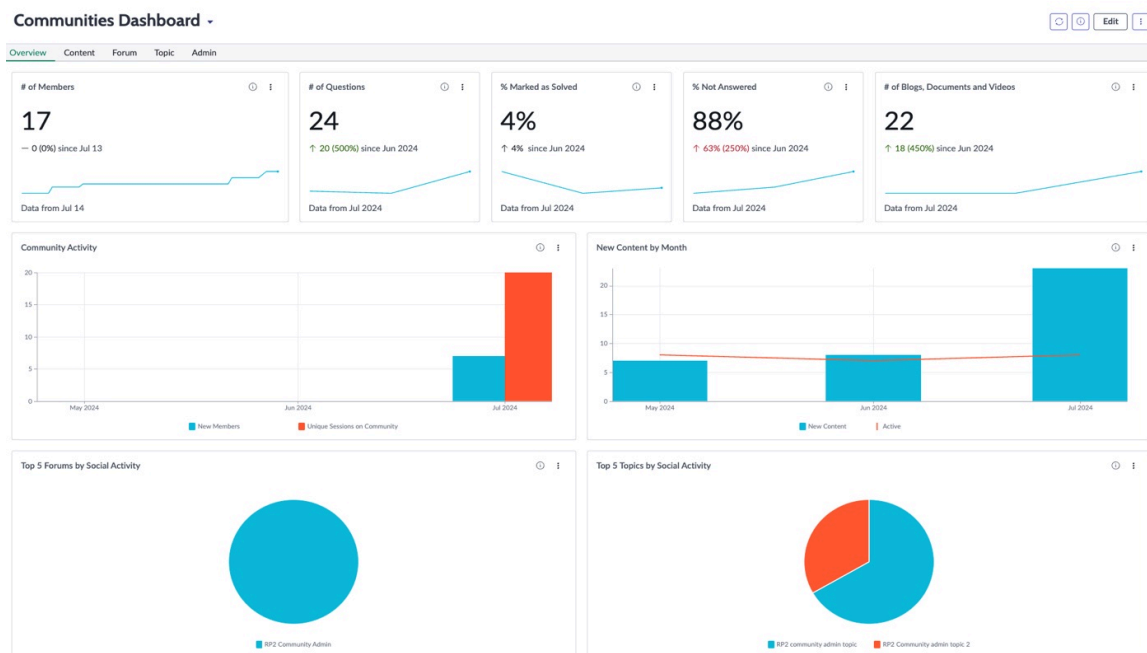 Communities Dashboard
Edit
Overview Content Forum Topic Admin
# of Members
17
— 0 (0%) since Jul 13
Data from Jul 14
# of Questions
24
↑ 20 (500%) since Jun 2024
Data from Jul 2024
% Marked as Solved
4%
↑ 4% since Jun 2024
Data from Jul 2024
% Not Answered
88%
↑ 63% (250%) since Jun 2024
Data from Jul 2024
# of Blogs, Documents and Videos
22
↑ 18 (450%) since Jun 2024
Data from Jul 2024
Community Activity
20
15
10
5
0
May 2024 Jun 2024 Jul 2024
New Members Unique Sessions on Community
New Content by Month
20
15
10
5
0
May 2024 Jun 2024 Jul 2024
New Content Active
Top 5 Forums by Social Activity
RP2 Community Admin
Top 5 Topics by Social Activity
RP2 community admin topic RP2 Community admin topic 2